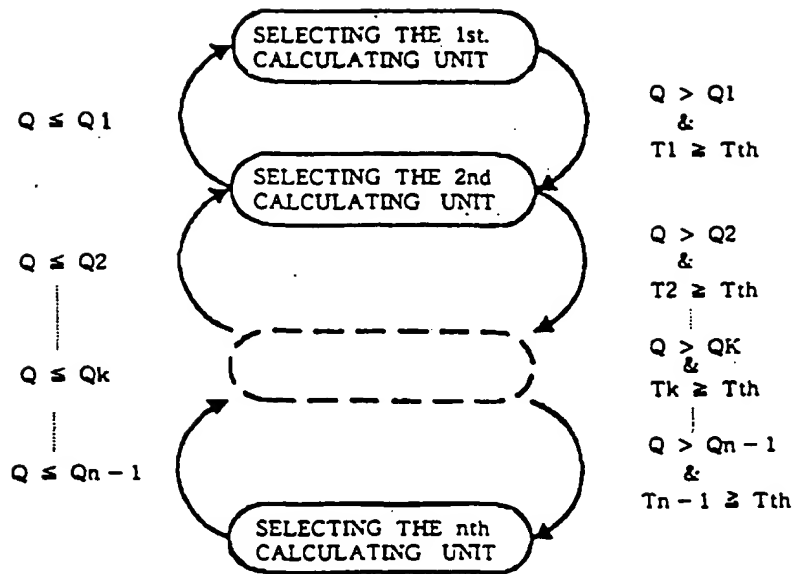 SELECTING THE 1st.
CALCULATING UNIT
Q ≦ Q1
Q > Q1
&
T1 ≧ Tth
SELECTING THE 2nd
CALCULATING UNIT
Q ≦ Q2
Q > Q2
&
T2 ≧ Tth
Q ≦ Qk
Q > QK
&
Tk ≧ Tth
Q ≦ Qn-1
Q > Qn-1
&
Tn-1 ≧ Tth
SELECTING THE nth
CALCULATING UNIT